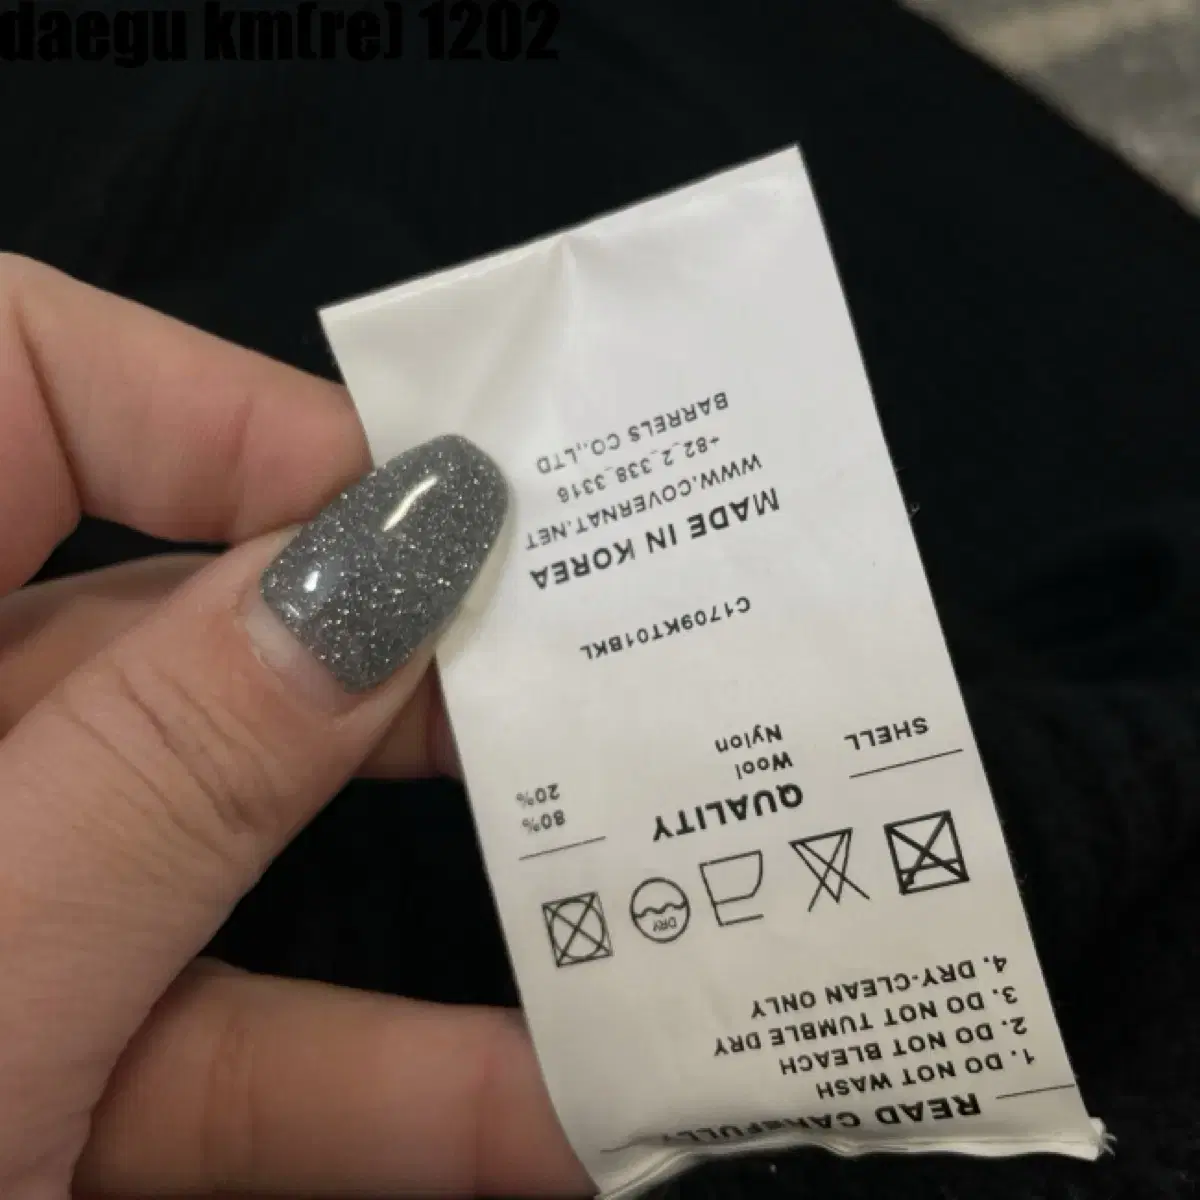 daegu km(re) 1202
READ CAREFULLY
1. DO NOT WASH
2. DO NOT BLEACH
3. DO NOT TUMBLE DRY
4. DRY-CLEAN ONLY
DRY
QUALITY
SHELL Wool 80%
Nylon 20%
C1709KT01BKL
MADE IN KOREA
WWW.COVERNAT.NET
+82_2_338_3316
BARRELS CO.,LTD